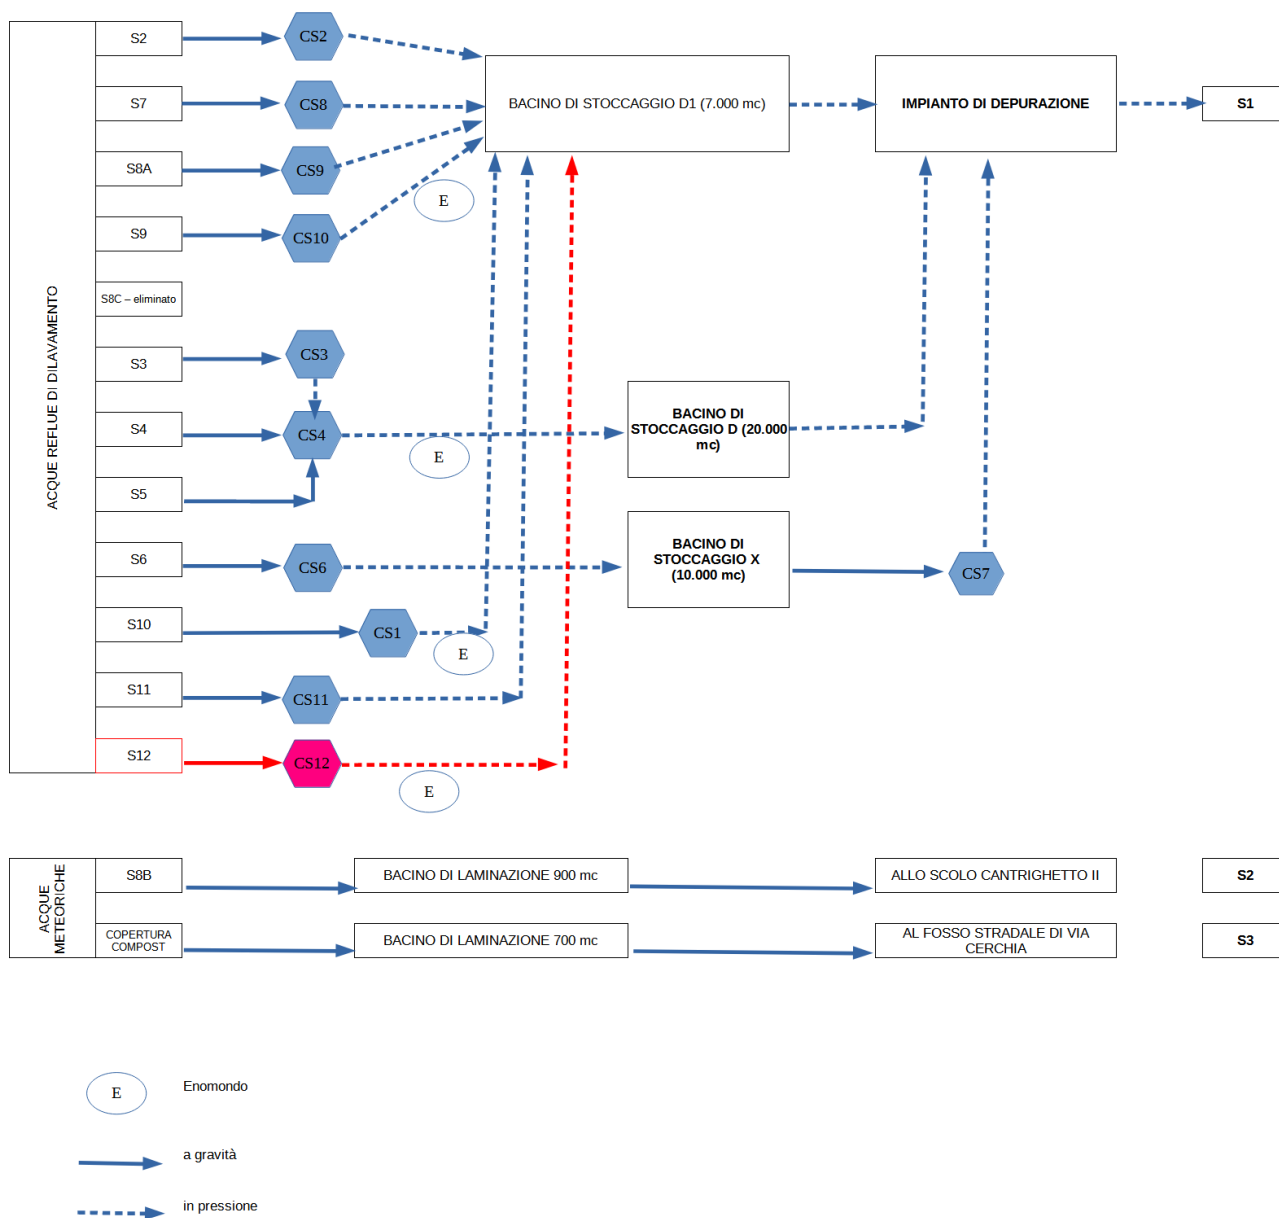 ACQUE REFLUE DI DILAVAMENTO
S2
CS2
S7
CS8
BACINO DI STOCCAGGIO D1 (7.000 mc)
IMPIANTO DI DEPURAZIONE
S1
S8A
CS9
E
S9
CS10
S8C – eliminato
S3
CS3
S4
CS4
E
BACINO DI
STOCCAGGIO D (20.000
mc)
S5
S6
CS6
BACINO DI
STOCCAGGIO X
(10.000 mc)
CS7
S10
CS1
E
S11
CS11
S12
CS12
E
ACQUE
METEORICHE
S8B
BACINO DI LAMINAZIONE 900 mc
ALLO SCOLO CANTRIGHETTO II
S2
COPERTURA
COMPOST
BACINO DI LAMINAZIONE 700 mc
AL FOSSO STRADALE DI VIA
CERCHIA
S3
E
Enomondo
a gravità
in pressione